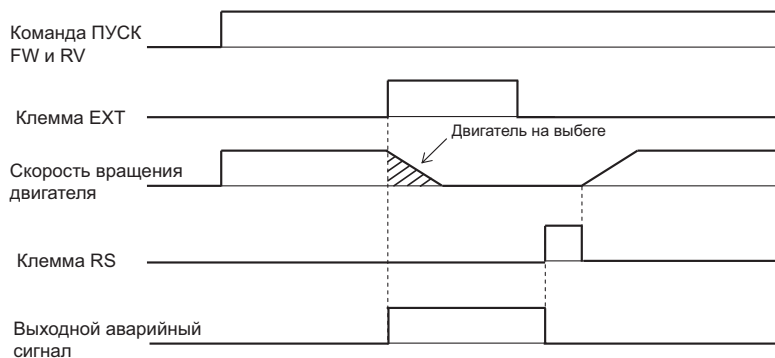 Команда ПУСК
FW и RV
Клемма EXT
Двигатель на выбеге
Скорость вращения
двигателя
Клемма RS
Выходной аварийный
сигнал